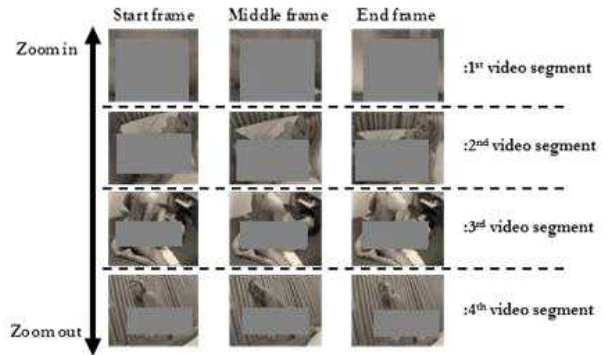 Start frame Middle frame End frame
Zoom in
:1st video segment
:2nd video segment
:3rd video segment
:4th video segment
Zoom out